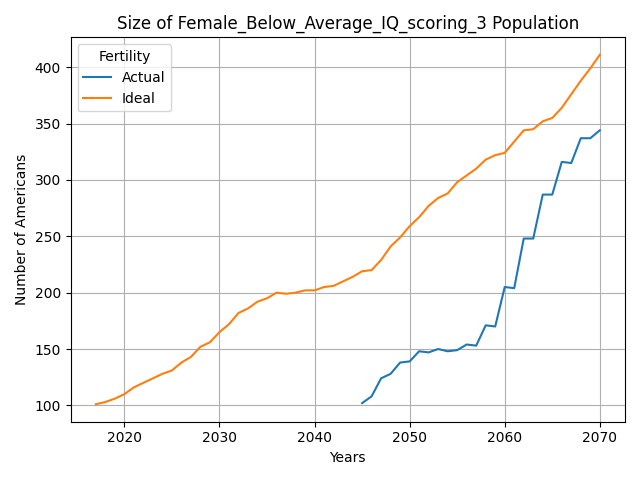 Size of Female_Below_Average_IQ_scoring_3 Population
Fertility
Actual
Ideal
Number of Americans
400
350
300
250
200
150
100
2020
2030
2040
2050
2060
2070
Years